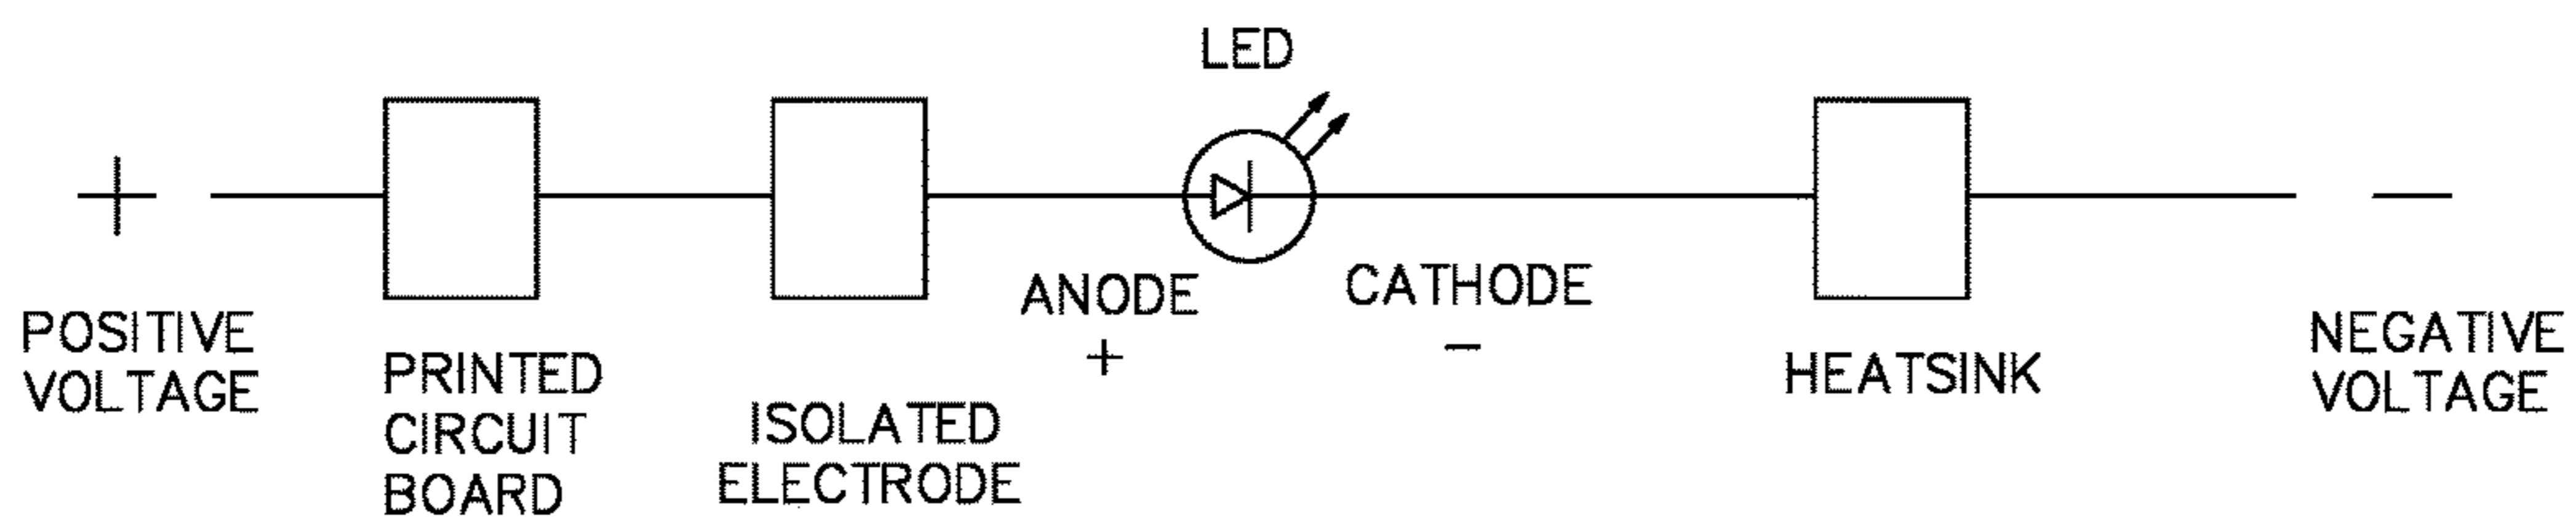 LED
+
-
POSITIVE
VOLTAGE
PRINTED
CIRCUIT
BOARD
ISOLATED
ELECTRODE
ANODE
+
CATHODE
-
HEATSINK
NEGATIVE
VOLTAGE